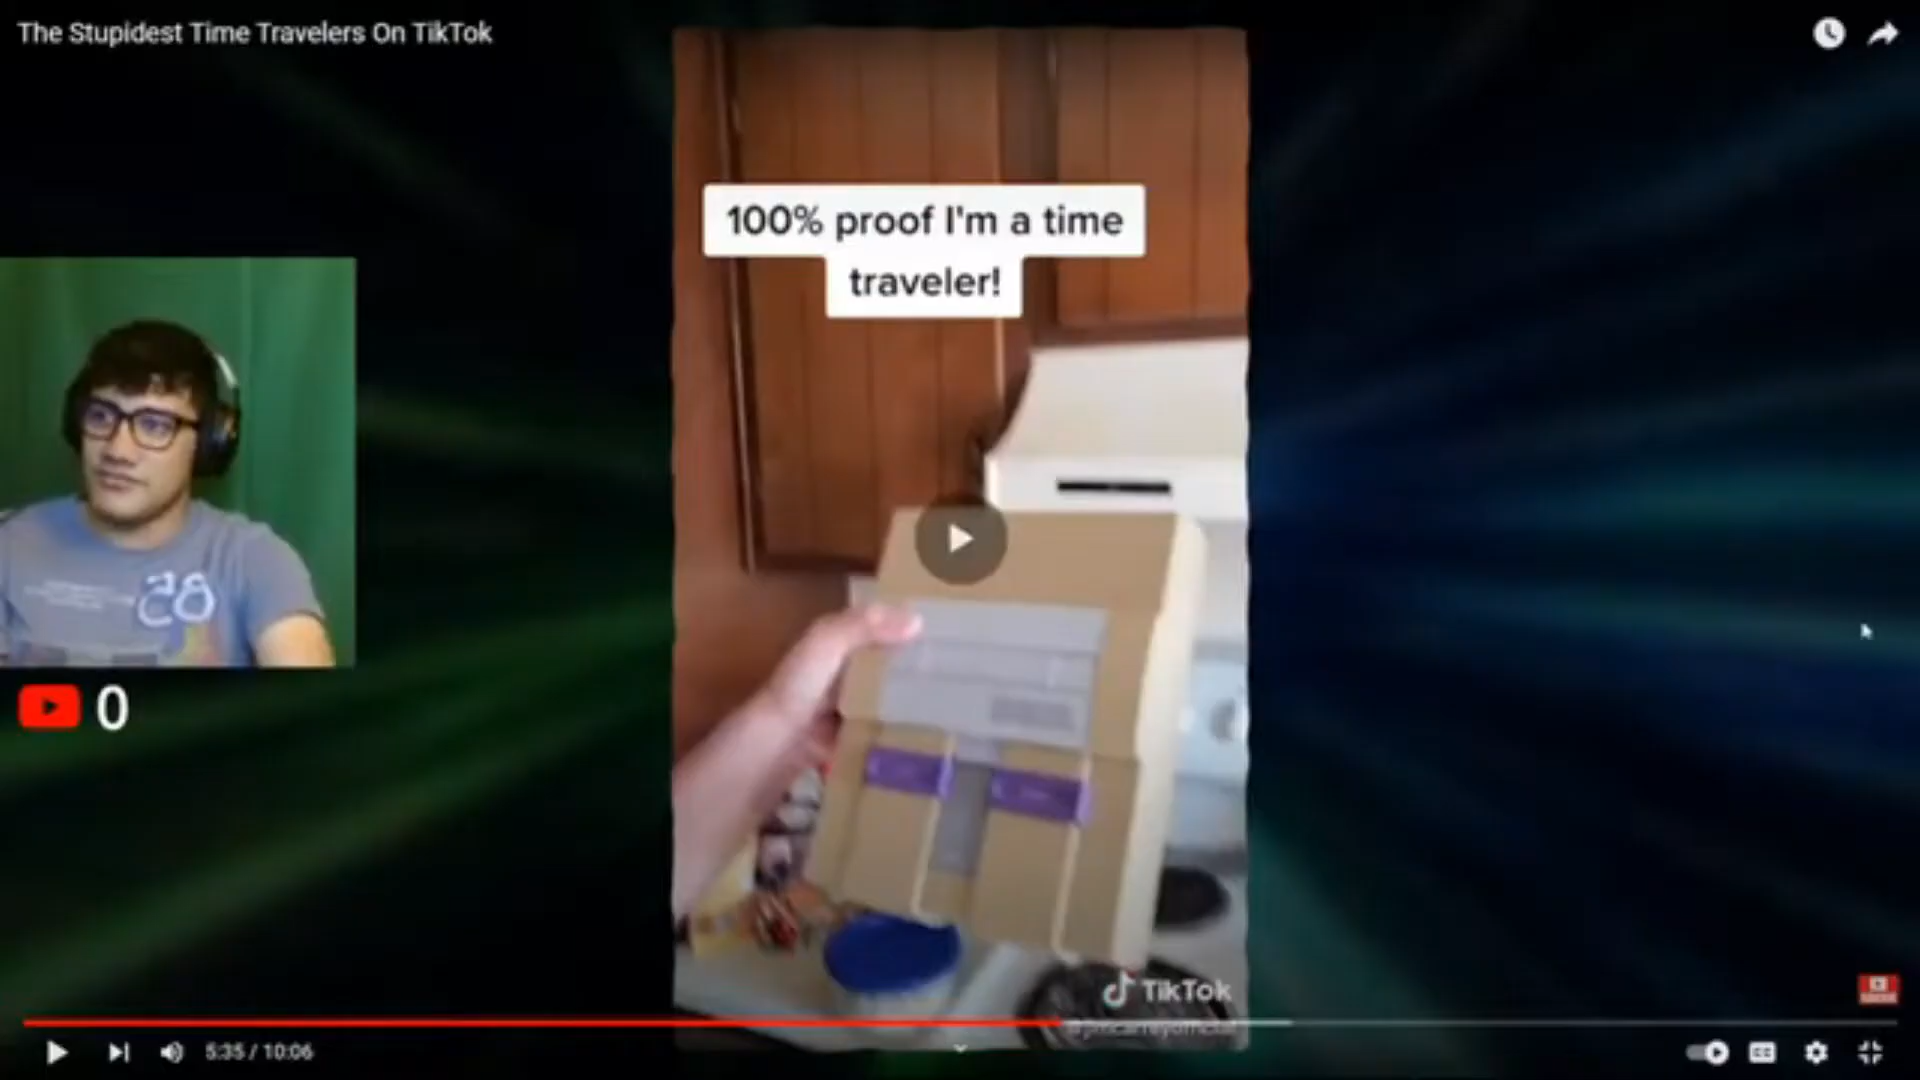 The Stupidest Time Travelers On TikTok
100% proof I'm a time
traveler!
0
TikTok
5:35 / 10:06